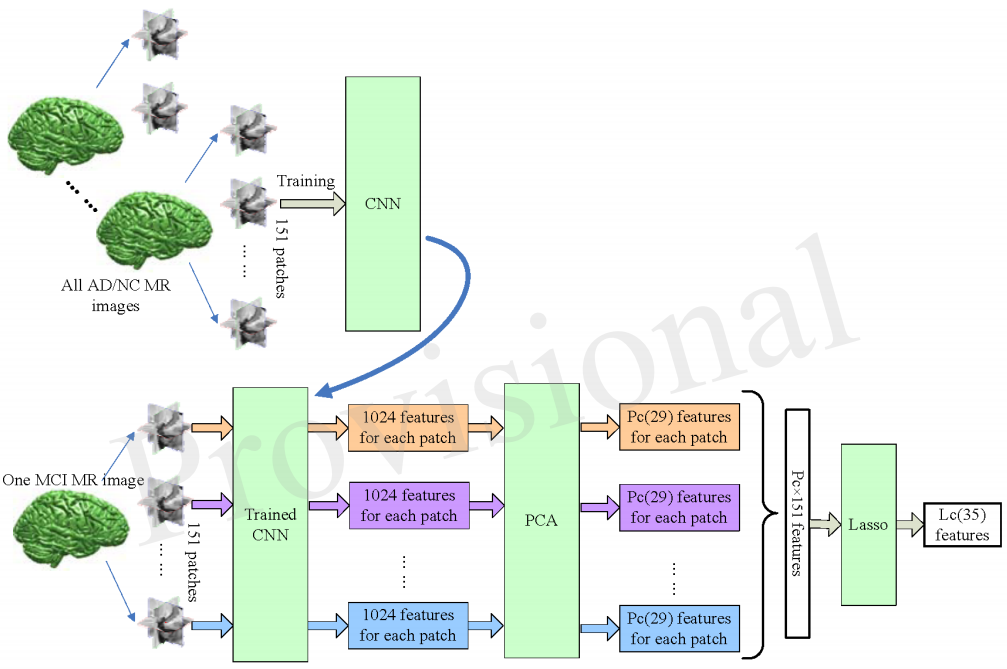 Training
CNN
151 patches
......
All AD/NC MR
images
Provisional
One MCI MR image
151 patches
......
Trained
CNN
1024 features
for each patch
1024 features
for each patch
......
1024 features
for each patch
PCA
Pc(29) features
for each patch
Pc(29) features
for each patch
......
Pc(29) features
for each patch
Pc×151 features
Lasso
Lc(35)
features